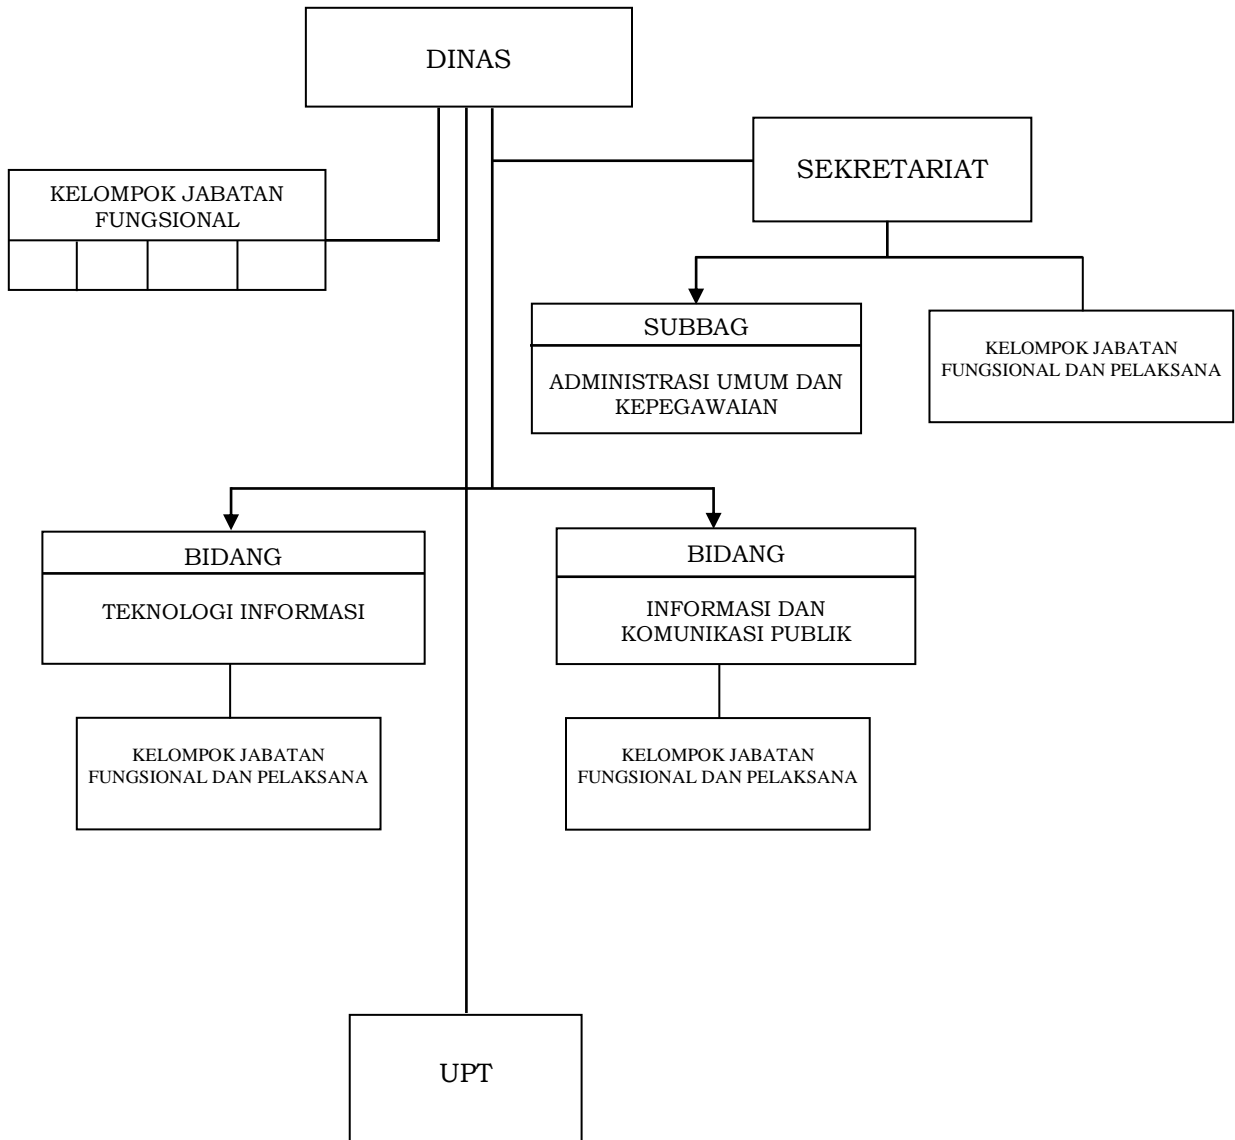 DINAS
SEKRETARIAT
KELOMPOK JABATAN
FUNGSIONAL
SUBBAG
ADMINISTRASI UMUM DAN
KEPEGAWAIAN
KELOMPOK JABATAN
FUNGSIONAL DAN PELAKSANA
BIDANG
TEKNOLOGI INFORMASI
BIDANG
INFORMASI DAN
KOMUNIKASI PUBLIK
KELOMPOK JABATAN
FUNGSIONAL DAN PELAKSANA
KELOMPOK JABATAN
FUNGSIONAL DAN PELAKSANA
UPT